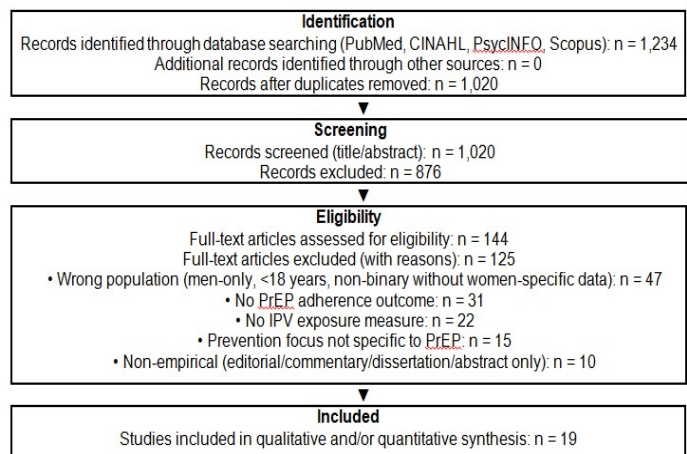 Identification
Records identified through database searching (PubMed, CINAHL, PsycINFO, Scopus): n = 1,234
Additional records identified through other sources: n = 0
Records after duplicates removed: n = 1,020
▼
Screening
Records screened (title/abstract): n = 1,020
Records excluded: n = 876
▼
Eligibility
Full-text articles assessed for eligibility: n = 144
Full-text articles excluded (with reasons): n = 125
• Wrong population (men-only, <18 years, non-binary without women-specific data): n = 47
• No PrEP adherence outcome: n = 31
• No IPV exposure measure: n = 22
• Prevention focus not specific to PrEP: n = 15
• Non-empirical (editorial/commentary/dissertation/abstract only): n = 10
▼
Included
Studies included in qualitative and/or quantitative synthesis: n = 19